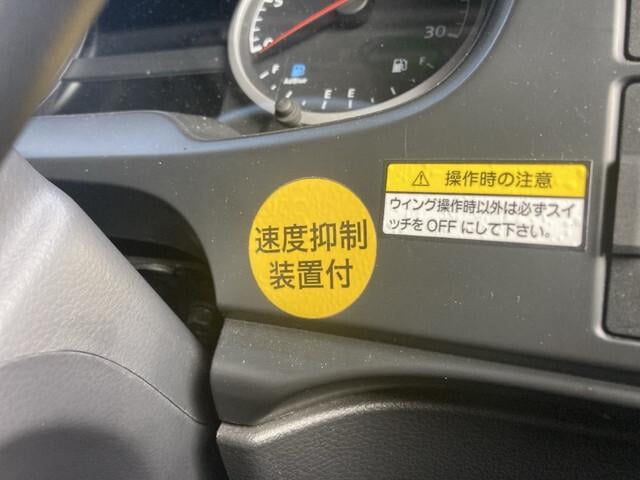 30
F
F
E
E
速度抑制
装置付
⚠ 操作時の注意
ウイング操作時以外は必ずスイ
ッチをOFFにして下さい。